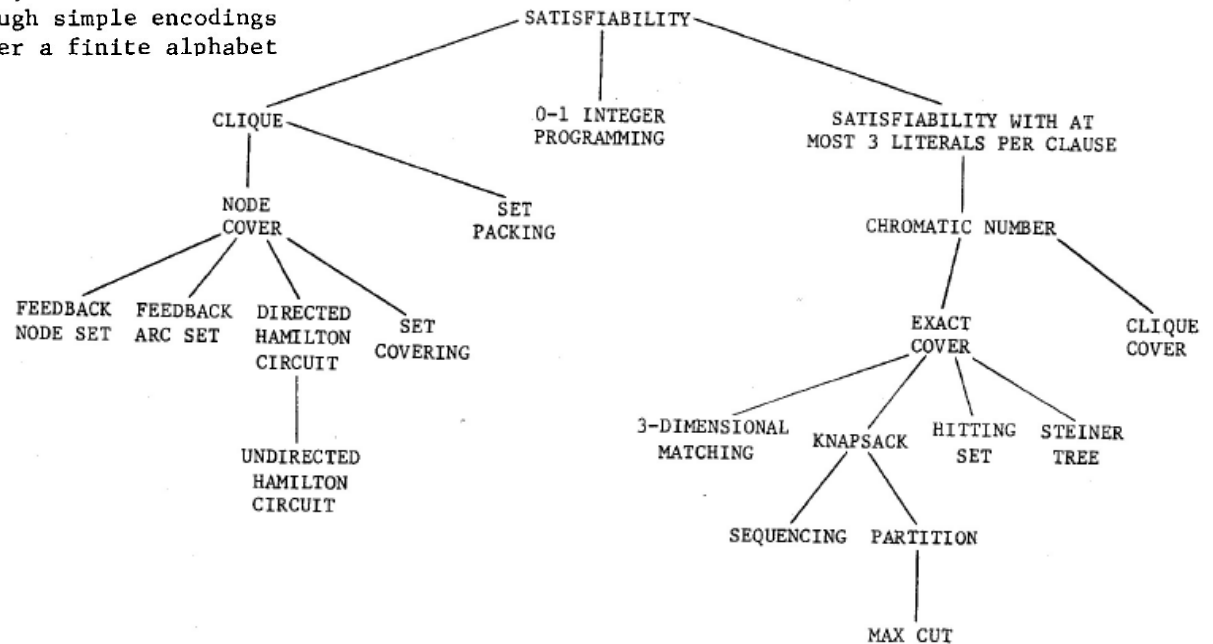 ugh simple encodings
er a finite alphabet
SATISFIABILITY
CLIQUE
0-1 INTEGER
PROGRAMMING
SATISFIABILITY WITH AT
MOST 3 LITERALS PER CLAUSE
NODE
COVER
SET
PACKING
CHROMATIC NUMBER
FEEDBACK
NODE SET
FEEDBACK
ARC SET
DIRECTED
HAMILTON
CIRCUIT
SET
COVERING
EXACT
COVER
CLIQUE
COVER
3-DIMENSIONAL
MATCHING
KNAPSACK
HITTING
SET
STEINER
TREE
UNDIRECTED
HAMILTON
CIRCUIT
SEQUENCING
PARTITION
MAX CUT